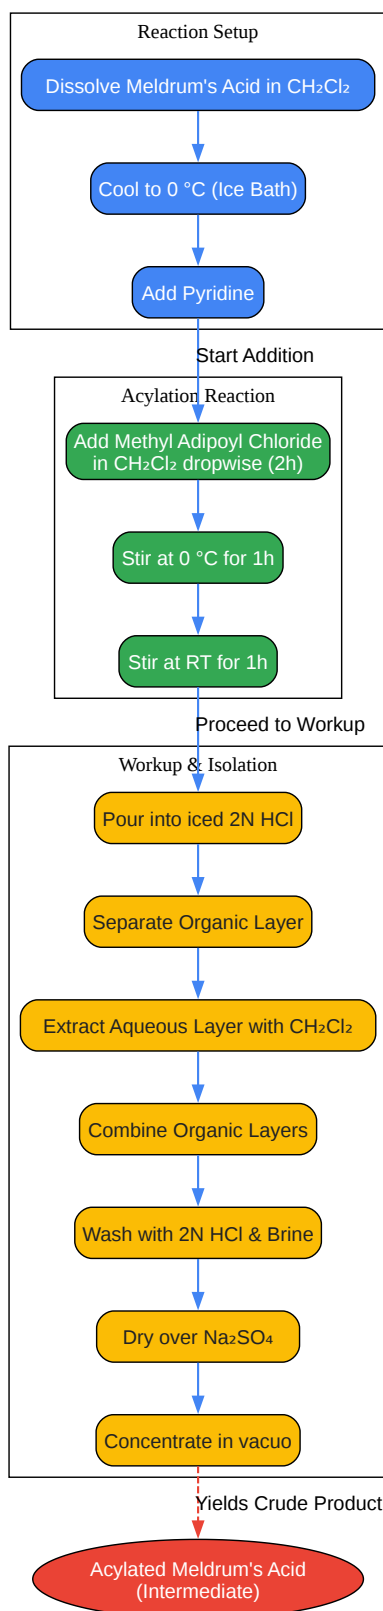 Reaction Setup
Dissolve Meldrum's Acid in CH₂Cl₂
Cool to 0 °C (Ice Bath)
Add Pyridine
Start Addition
Acylation Reaction
Add Methyl Adipoyl Chloride
in CH₂Cl₂ dropwise (2h)
Stir at 0 °C for 1h
Stir at RT for 1h
Proceed to Workup
Workup & Isolation
Pour into iced 2N HCl
Separate Organic Layer
Extract Aqueous Layer with CH₂Cl₂
Combine Organic Layers
Wash with 2N HCl & Brine
Dry over Na₂SO₄
Concentrate in vacuo
Yields Crude Product
Acylated Meldrum's Acid
(Intermediate)